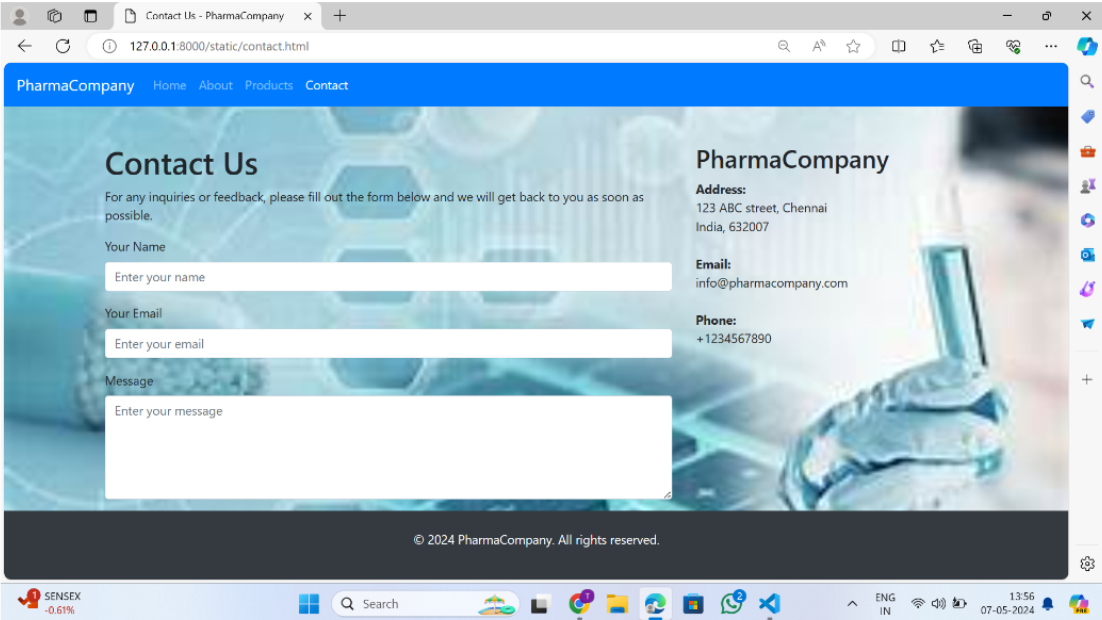 Contact Us - PharmaCompany
127.0.0.1:8000/static/contact.html
PharmaCompany Home About Products Contact
Contact Us
For any inquiries or feedback, please fill out the form below and we will get back to you as soon as
possible.
Your Name
Enter your name
Your Email
Enter your email
Message
Enter your message
PharmaCompany
Address:
123 ABC street, Chennai
India, 632007
Email:
info@pharmacompany.com
Phone:
+1234567890
© 2024 PharmaCompany. All rights reserved.
1
SENSEX
-0.61%
Search
T
2
ENG
IN
13:56
07-05-2024
PRE